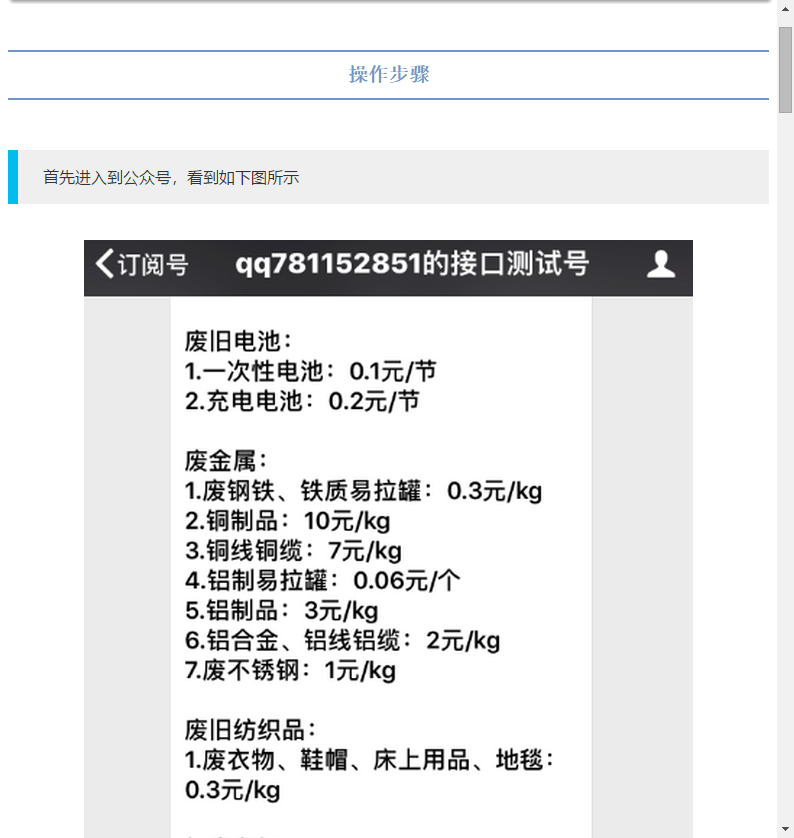 操作步骤
首先进入到公众号，看到如下图所示
订阅号 qq781152851的接口测试号
废旧电池：
1.一次性电池：0.1元/节
2.充电电池：0.2元/节
废金属：
1.废钢铁、铁质易拉罐：0.3元/kg
2.铜制品：10元/kg
3.铜线铜缆：7元/kg
4.铝制易拉罐：0.06元/个
5.铝制品：3元/kg
6.铝合金、铝线铝缆：2元/kg
7.废不锈钢：1元/kg
废旧纺织品：
1.废衣物、鞋帽、床上用品、地毯：
0.3元/kg